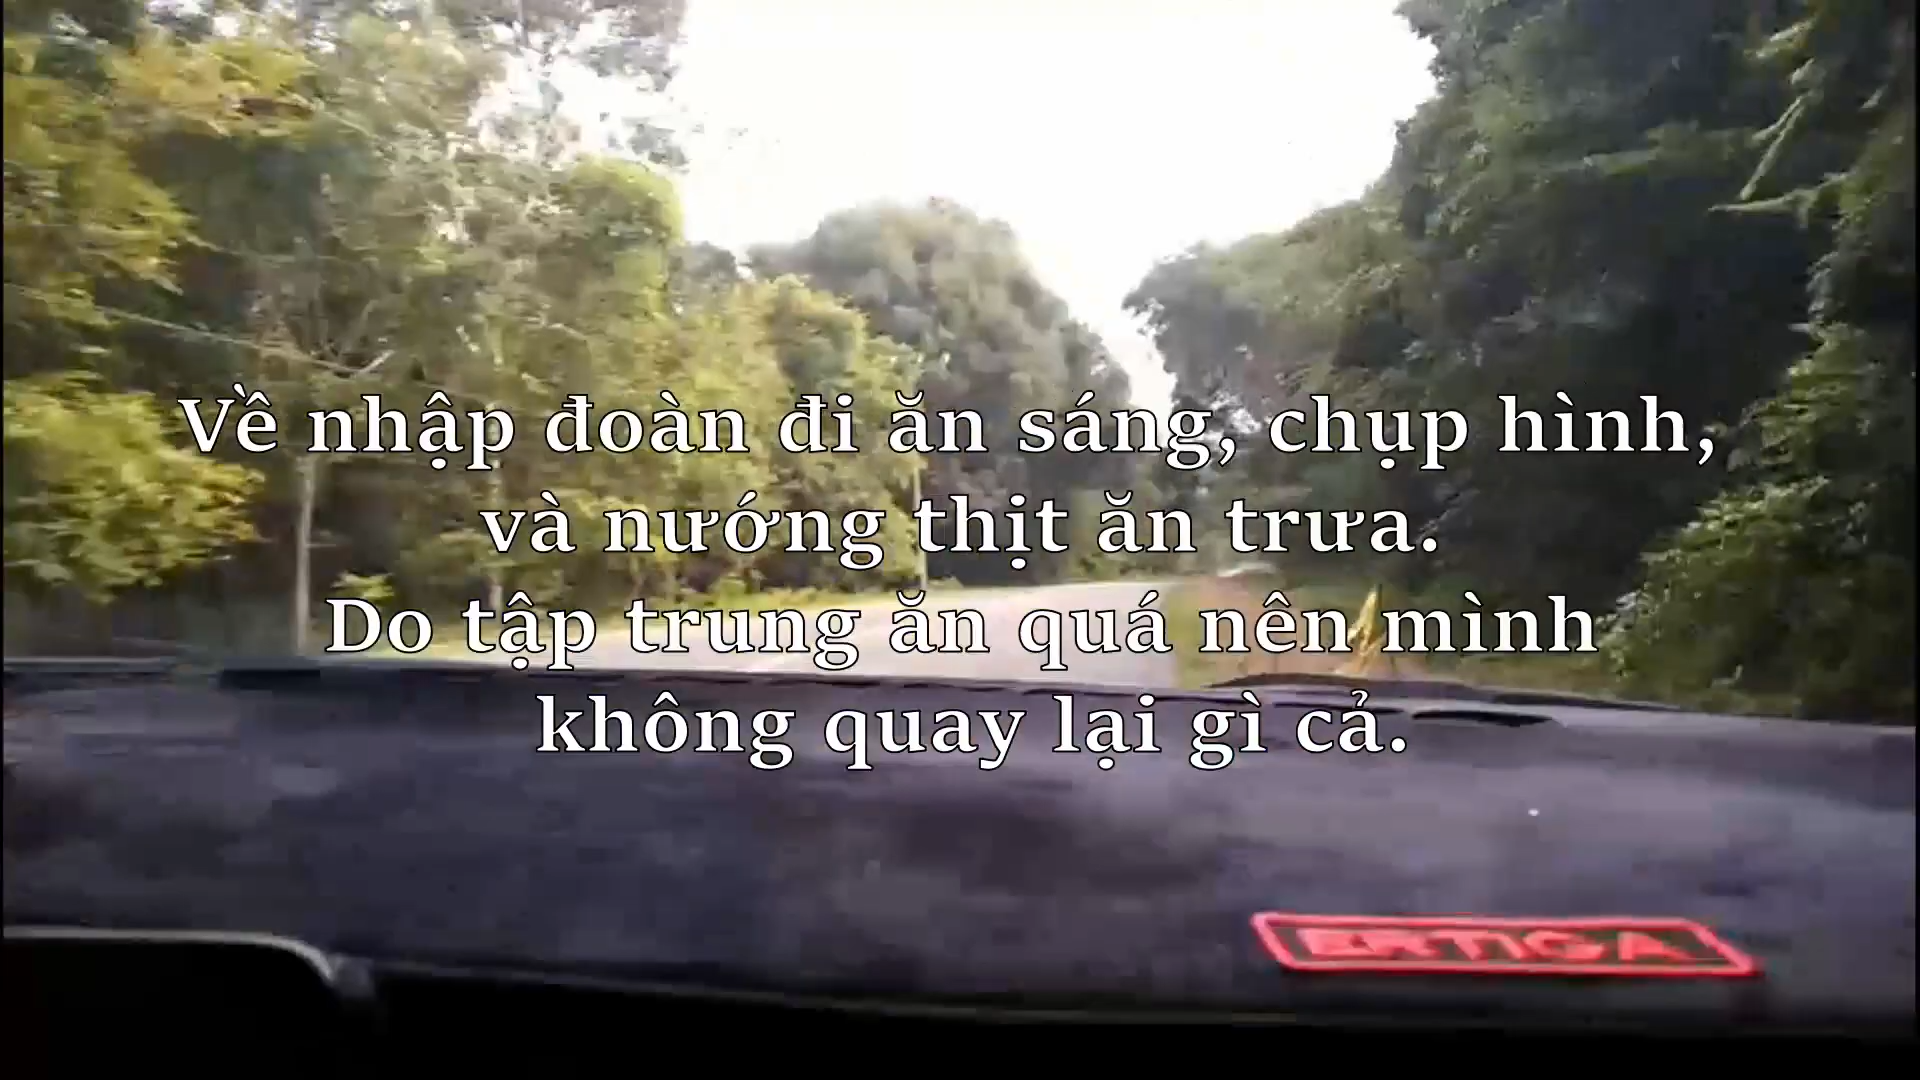 Về nhập đoàn đi ăn sáng, chụp hình,
và nướng thịt ăn trưa.
Do tập trung ăn quá nên mình
không quay lại gì cả.
ERTIGA